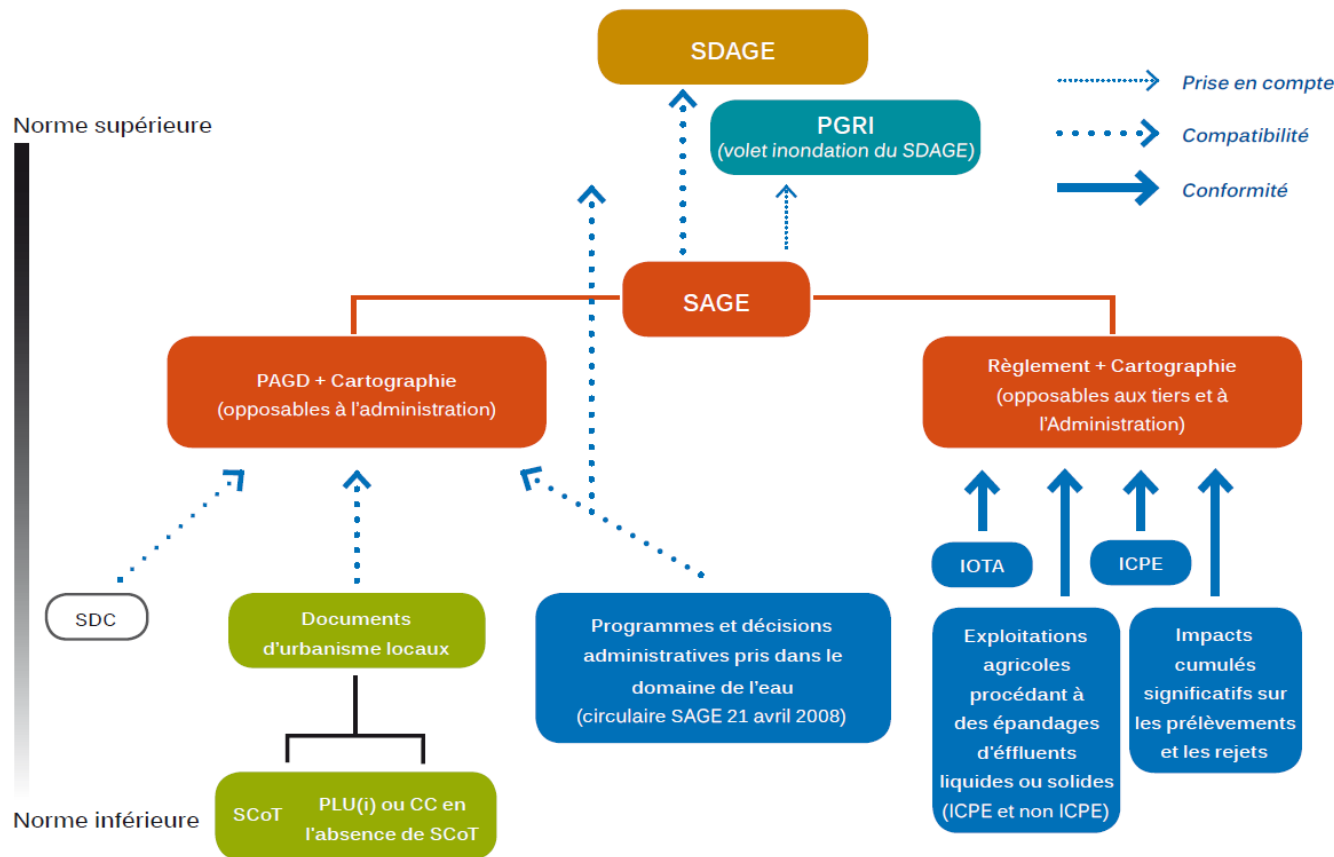 SDAGE
Prise en compte
Norme supérieure
PGRI
(volet inondation du SDAGE)
Compatibilité
Conformité
SAGE
PAGD + Cartographie
(opposables à l'administration)
Règlement + Cartographie
(opposables aux tiers et à
l'Administration)
IOTA
ICPE
SDC
Documents
d'urbanisme locaux
Programmes et décisions
administratives pris dans le
domaine de l'eau
(circulaire SAGE 21 avril 2008)
Exploitations
agricoles
procédant à
des épandages
d'éffluents
liquides ou solides
(ICPE et non ICPE)
Impacts
cumulés
significatifs sur
les prélèvements
et les rejets
Norme inférieure
SCoT
PLU(i) ou CC en
l'absence de SCoT